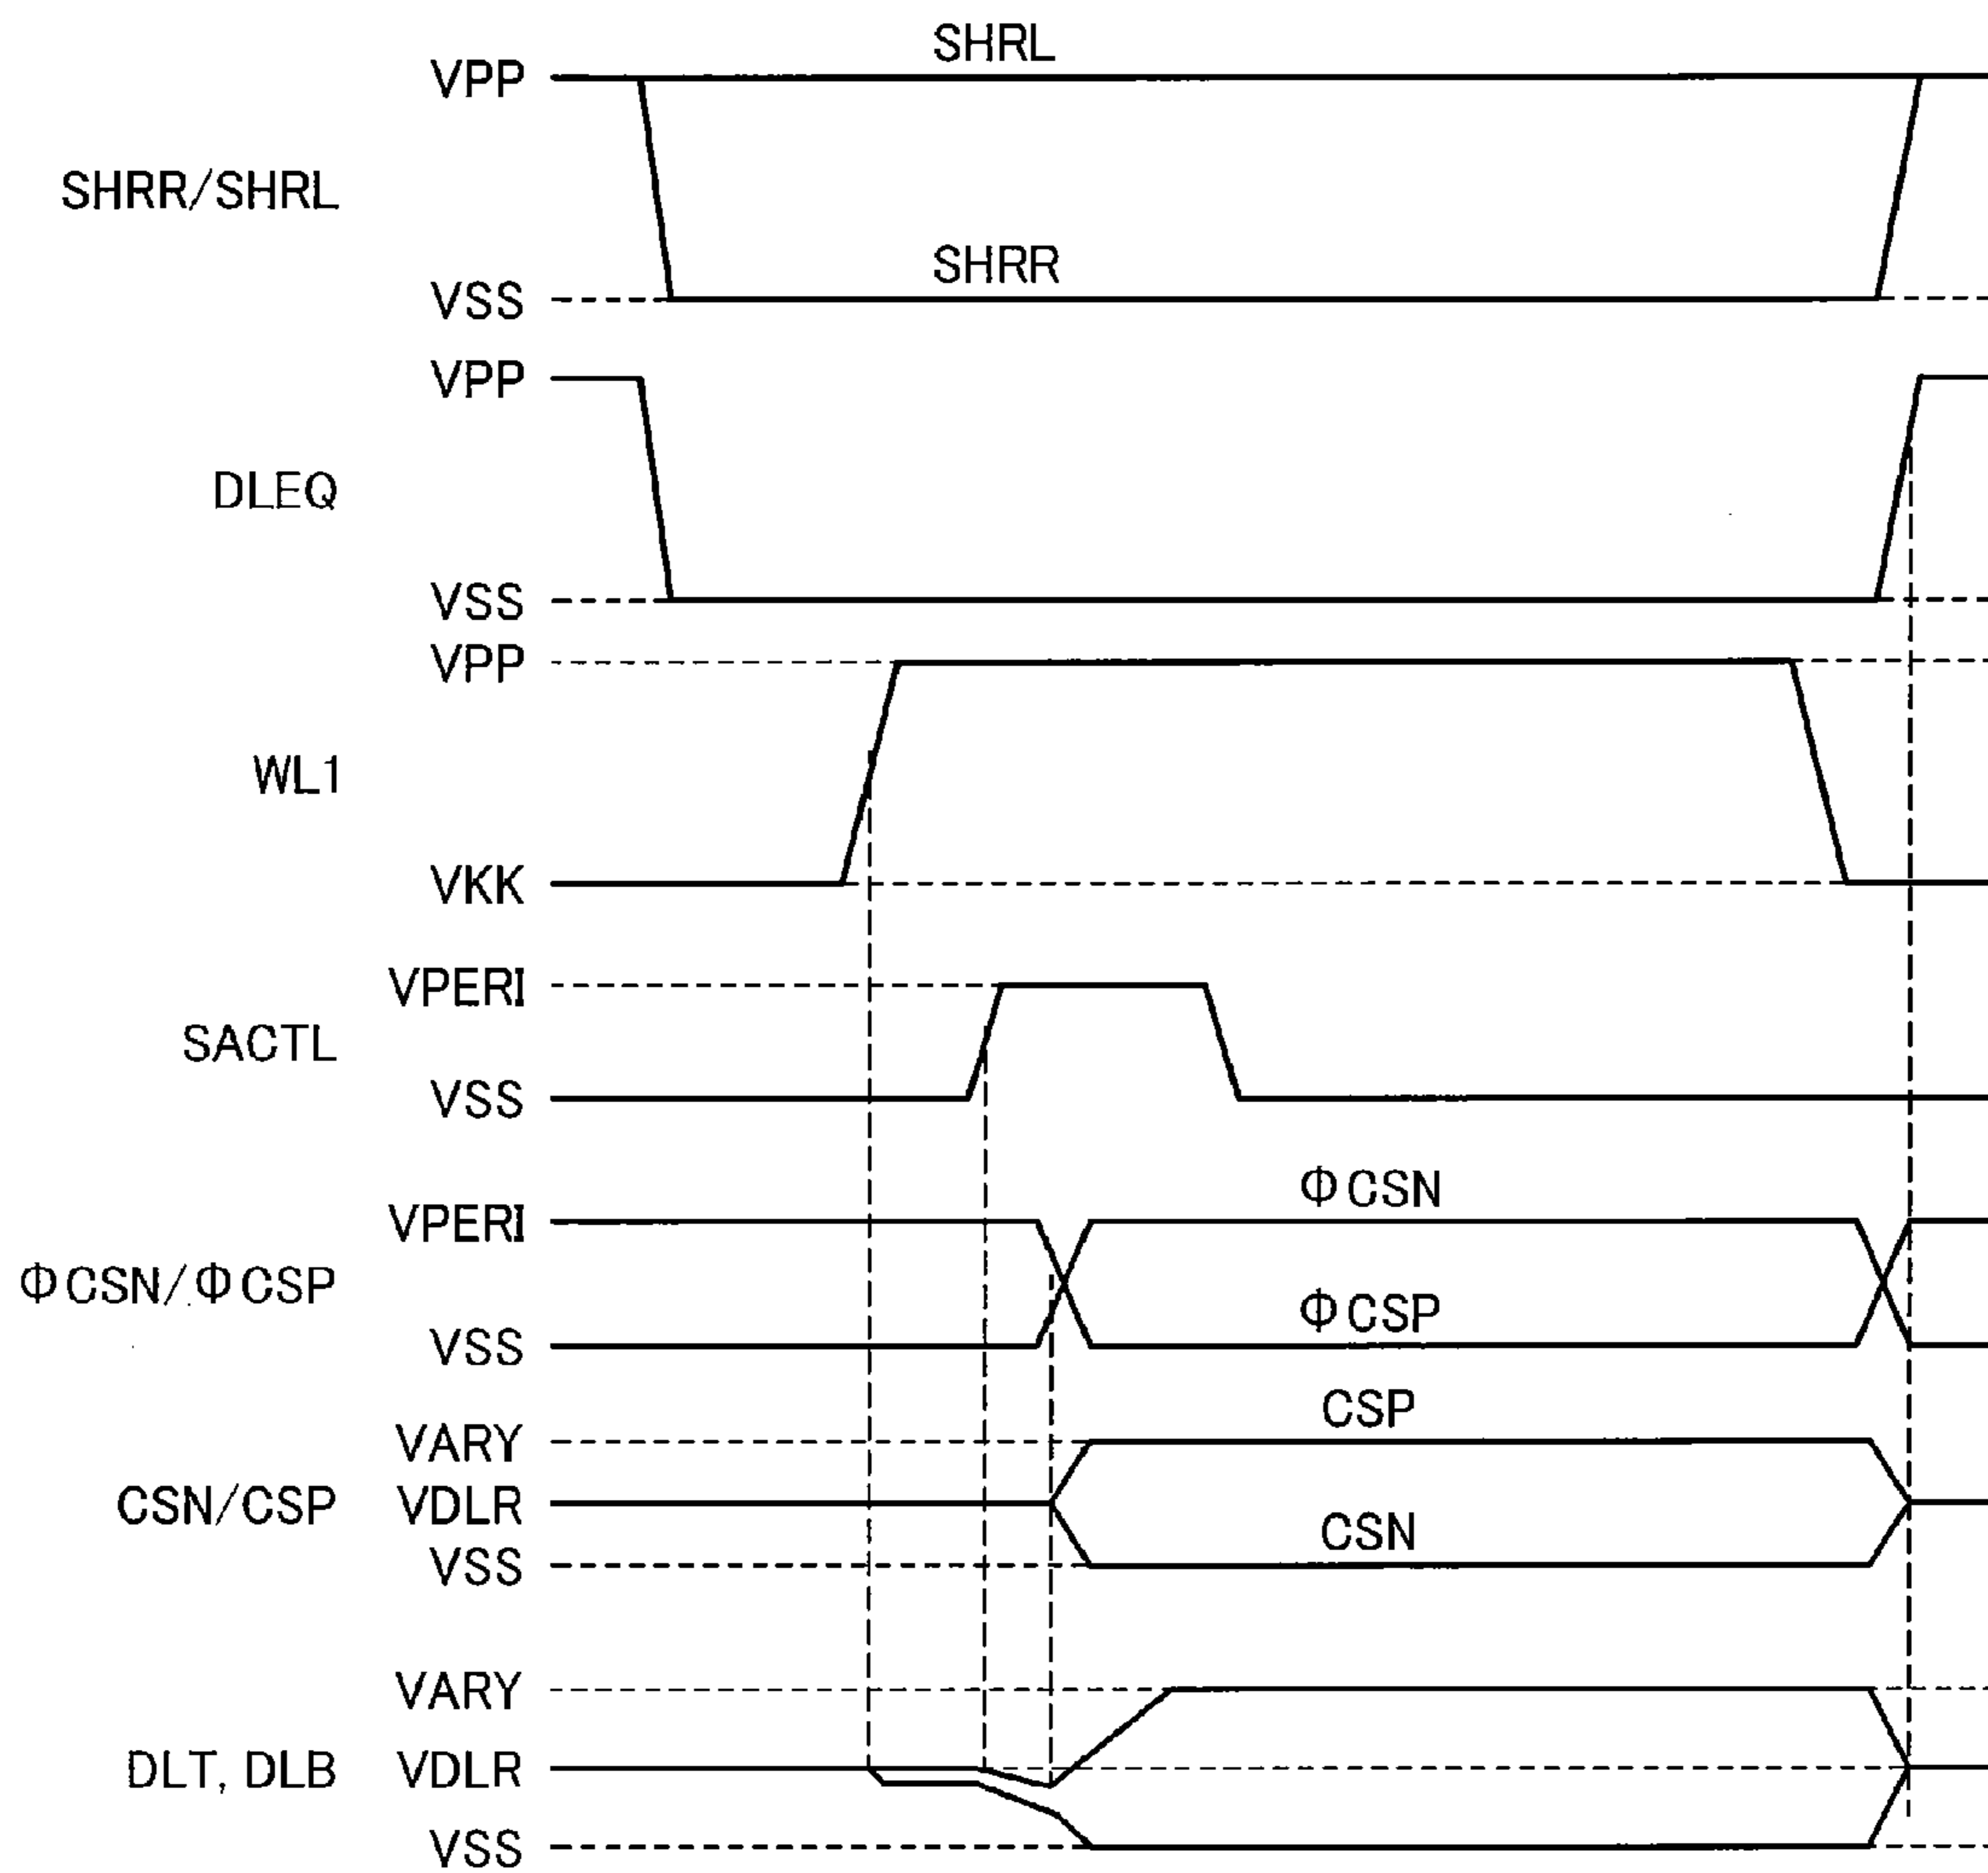 SHRL
VPP
SHRR/SHRL
SHRR
VSS
VPP
DLEQ
VSS
VPP
WL1
VKK
VPERI
SACTL
VSS
ΦCSN
VPERI
ΦCSN/ΦCSP
ΦCSP
VSS
CSP
VARY
CSN/CSP VDLR
CSN
VSS
VARY
DLT, DLB VDLR
VSS